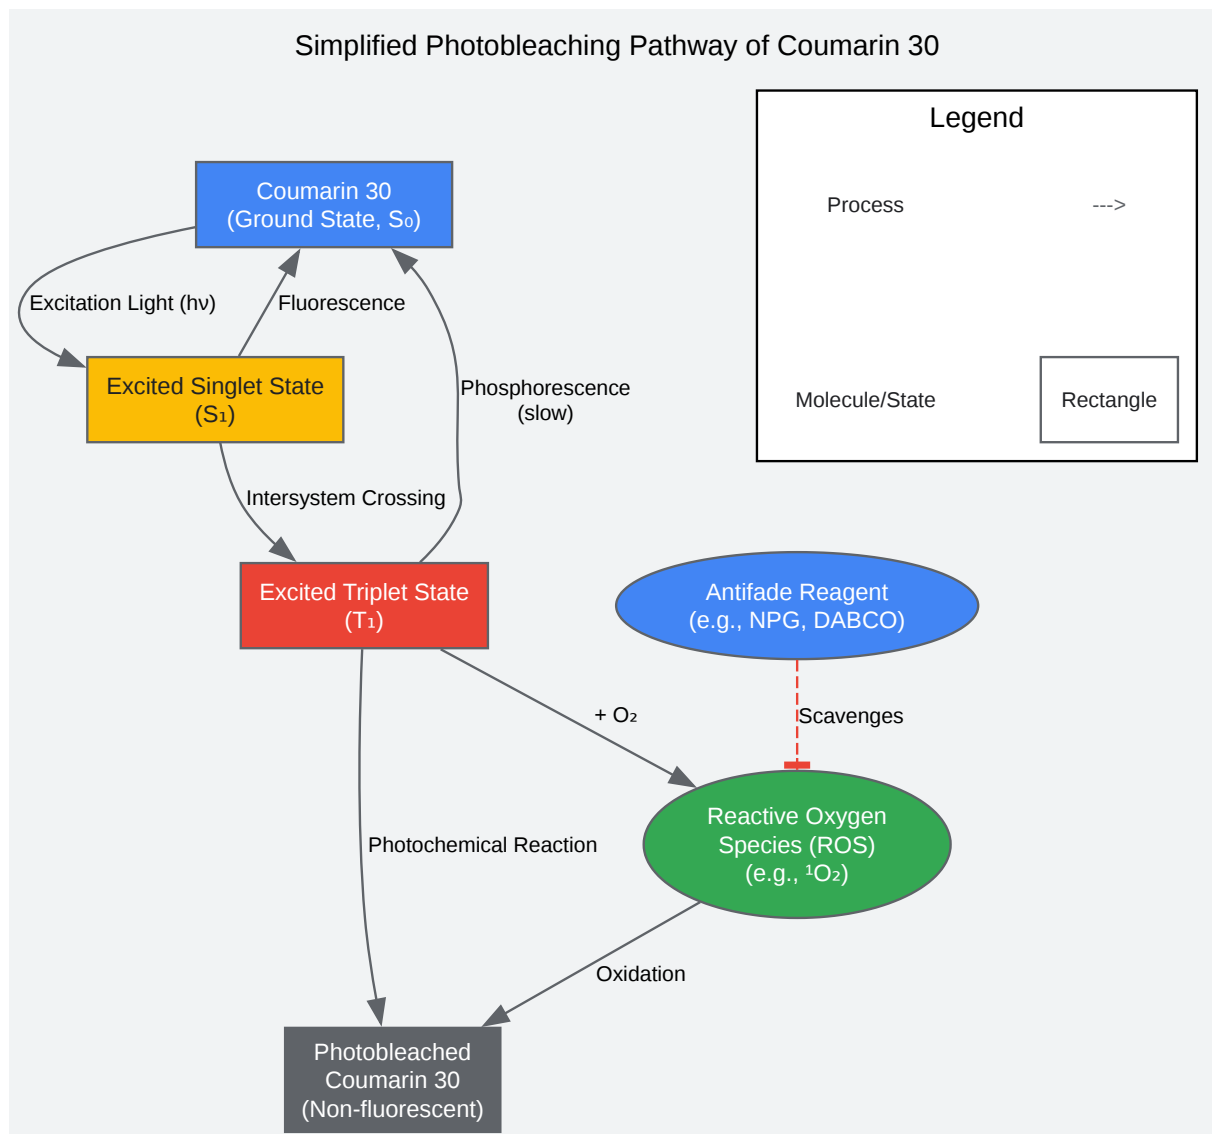 Simplified Photobleaching Pathway of Coumarin 30
Legend
Process
--->
Molecule/State
Rectangle
Coumarin 30
(Ground State, S₀)
Excitation Light (hν)
Fluorescence
Excited Singlet State
(S₁)
Phosphorescence
(slow)
Intersystem Crossing
Excited Triplet State
(T₁)
Antifade Reagent
(e.g., NPG, DABCO)
+ O₂
Scavenges
Reactive Oxygen
Species (ROS)
(e.g., ¹O₂)
Photochemical Reaction
Oxidation
Photobleached
Coumarin 30
(Non-fluorescent)